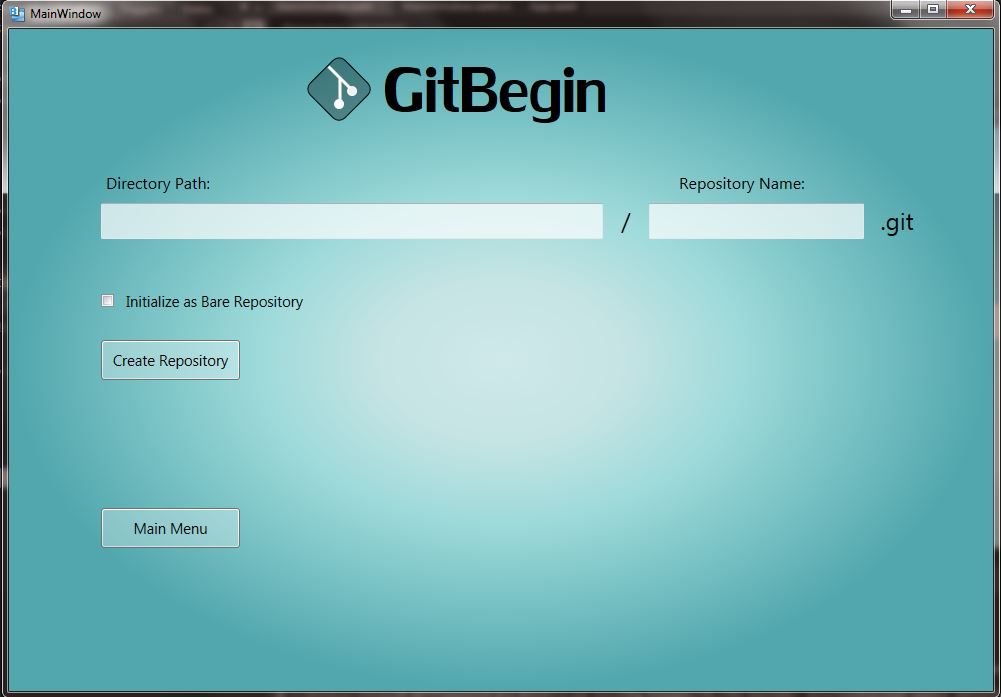 MainWindow
GitBegin
Directory Path:
Repository Name:
/
.git
Initialize as Bare Repository
Create Repository
Main Menu